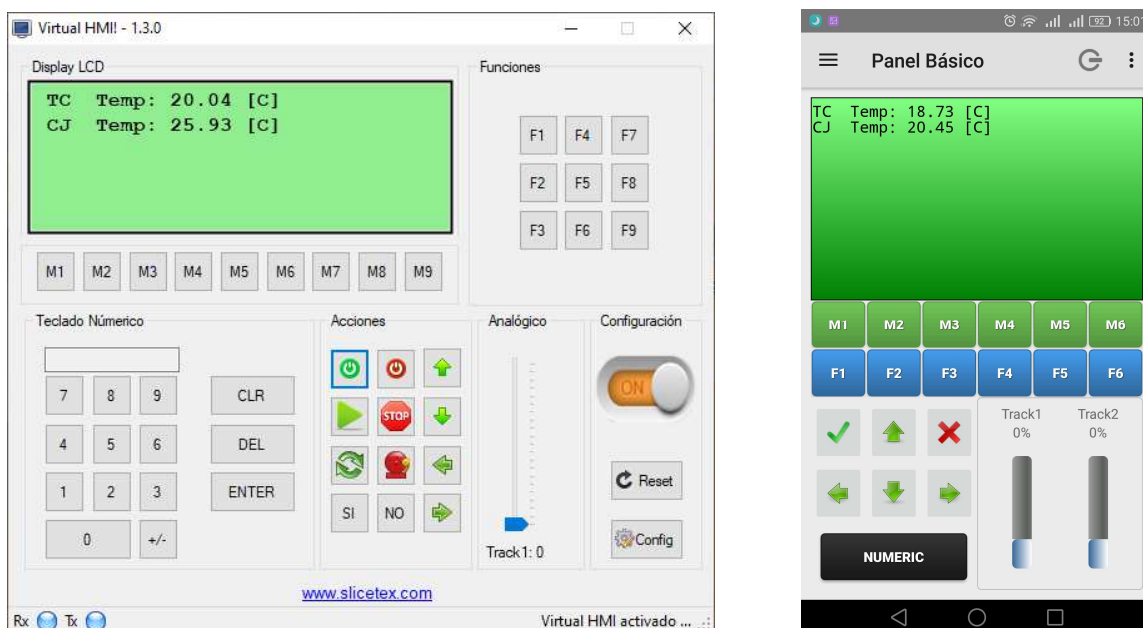 Virtual HMI! - 1.3.0
Display LCD
TC Temp: 20.04 [C]
CJ Temp: 25.93 [C]
M1 M2 M3 M4 M5 M6 M7 M8 M9
Funciones
F1 F4 F7
F2 F5 F8
F3 F6 F9
Teclado Númerico
7 8 9 CLR
4 5 6 DEL
1 2 3 ENTER
0 +/-
Acciones
STOP
SI NO
Analógico
Track1: 0
Configuración
ON
Reset
Config
www.slicetex.com
Rx Tx Virtual HMI activado ...
92 15:01
Panel Básico
TC Temp: 18.73 [C]
CJ Temp: 20.45 [C]
M1 M2 M3 M4 M5 M6
F1 F2 F3 F4 F5 F6
Track1 Track2
0% 0%
NUMERIC